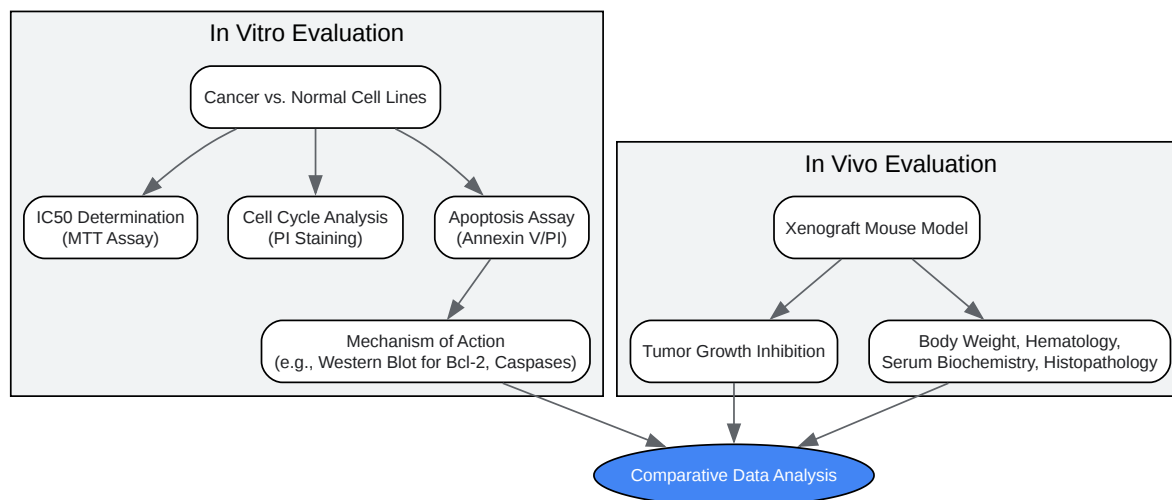 In Vitro Evaluation
Cancer vs. Normal Cell Lines
IC50 Determination
(MTT Assay)
Cell Cycle Analysis
(PI Staining)
Apoptosis Assay
(Annexin V/PI)
Mechanism of Action
(e.g., Western Blot for Bcl-2, Caspases)
In Vivo Evaluation
Xenograft Mouse Model
Tumor Growth Inhibition
Body Weight, Hematology,
Serum Biochemistry, Histopathology
Comparative Data Analysis